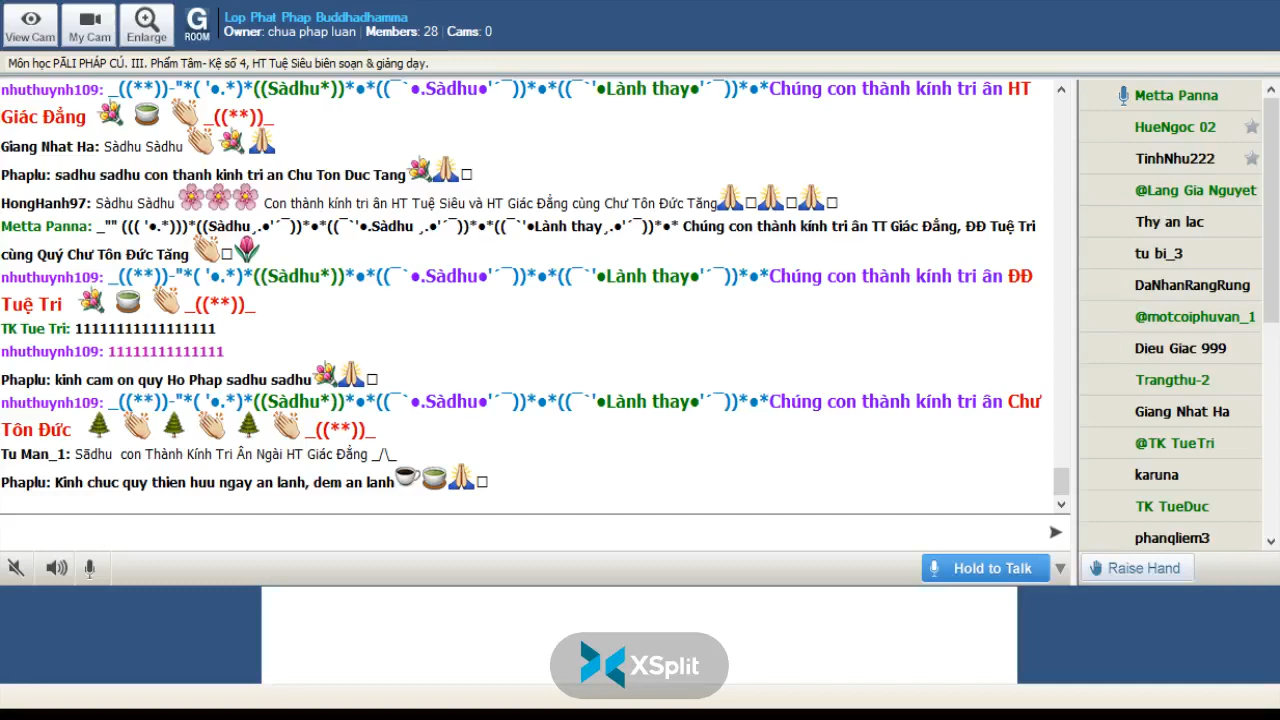 View Cam
My Cam
Enlarge
G
ROOM
Lop Phat Phap Buddhadhamma
Owner: chua phap luan | Members: 28 | Cams: 0
Môn học PĀLI PHÁP CÚ. III. Phẩm Tâm- Kệ số 4, HT Tuệ Siêu biên soạn & giảng dạy.
nhuthuynh109: _((**))-"*( '●.*)*((Sàdhu*))*●*((¯`●.Sàdhu●'´¯))*●*((¯`'●Lành thay●'´¯))*●*Chúng con thành kính tri ân HT
Giác Đẳng 💐 🍵 👏 _((**))_
Giang Nhat Ha: Sàdhu Sàdhu 👏 💐 🙏
Phaplu: sadhu sadhu con thanh kinh tri an Chu Ton Duc Tang 💐🙏□
HongHanh97: Sàdhu Sàdhu 🌸🌸🌸 Con thành kính tri ân HT Tuệ Siêu và HT Giác Đẳng cùng Chư Tôn Đức Tăng🙏□🙏□🙏□
Metta Panna: _"" ((( '●.*)))*((Sàdhu¸.●'´¯))*●*((¯`'●.Sàdhu ¸.●'´¯))*●*((¯`'●Lành thay¸.●'´¯))*●* Chúng con thành kính tri ân TT Giác Đẳng, ĐĐ Tuệ Tri
cùng Quý Chư Tôn Đức Tăng 👏□🌷
nhuthuynh109: _((**))-"*( '●.*)*((Sàdhu*))*●*((¯`●.Sàdhu●'´¯))*●*((¯`'●Lành thay●'´¯))*●*Chúng con thành kính tri ân ĐĐ
Tuệ Tri 💐 🍵 👏 _((**))_
TK Tue Tri: 11111111111111111
nhuthuynh109: 11111111111111
Phaplu: kinh cam on quy Ho Phap sadhu sadhu💐🙏□
nhuthuynh109: _((**))-"*( '●.*)*((Sàdhu*))*●*((¯`●.Sàdhu●'´¯))*●*((¯`'●Lành thay●'´¯))*●*Chúng con thành kính tri ân Chư
Tôn Đức 🌲 👏 🌲 👏 🌲 👏 _((**))_
Tu Man_1: Sādhu con Thành Kính Tri Ân Ngài HT Giác Đẳng _/\_
Phaplu: Kinh chuc quy thien huu ngay an lanh, dem an lanh☕🍵🙏□
Hold to Talk
Metta Panna
HueNgoc 02
TinhNhu222
@Lang Gia Nguyet
Thy an lac
tu bi_3
DaNhanRangRung
@motcoiphuvan_1
Dieu Giac 999
Trangthu-2
Giang Nhat Ha
@TK TueTri
karuna
TK TueDuc
phanqliem3
Raise Hand
XSplit